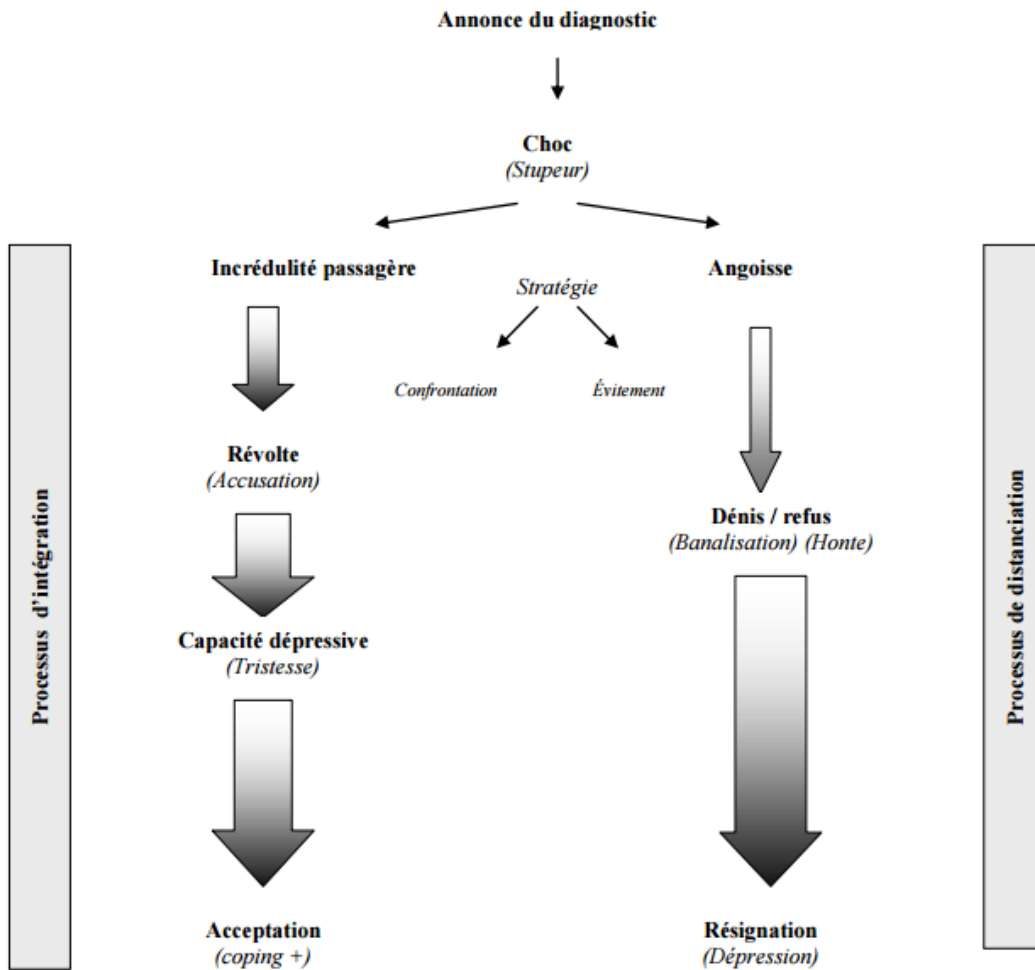 Annonce du diagnostic
Choc
(Stupeur)
Incrédulité passagère
Stratégie
Angoisse
Confrontation
Évitement
Révolte
(Accusation)
Dénis / refus
(Banalisation) (Honte)
Capacité dépressive
(Tristesse)
Acceptation
(coping +)
Résignation
(Dépression)
Processus d’intégration
Processus de distanciation